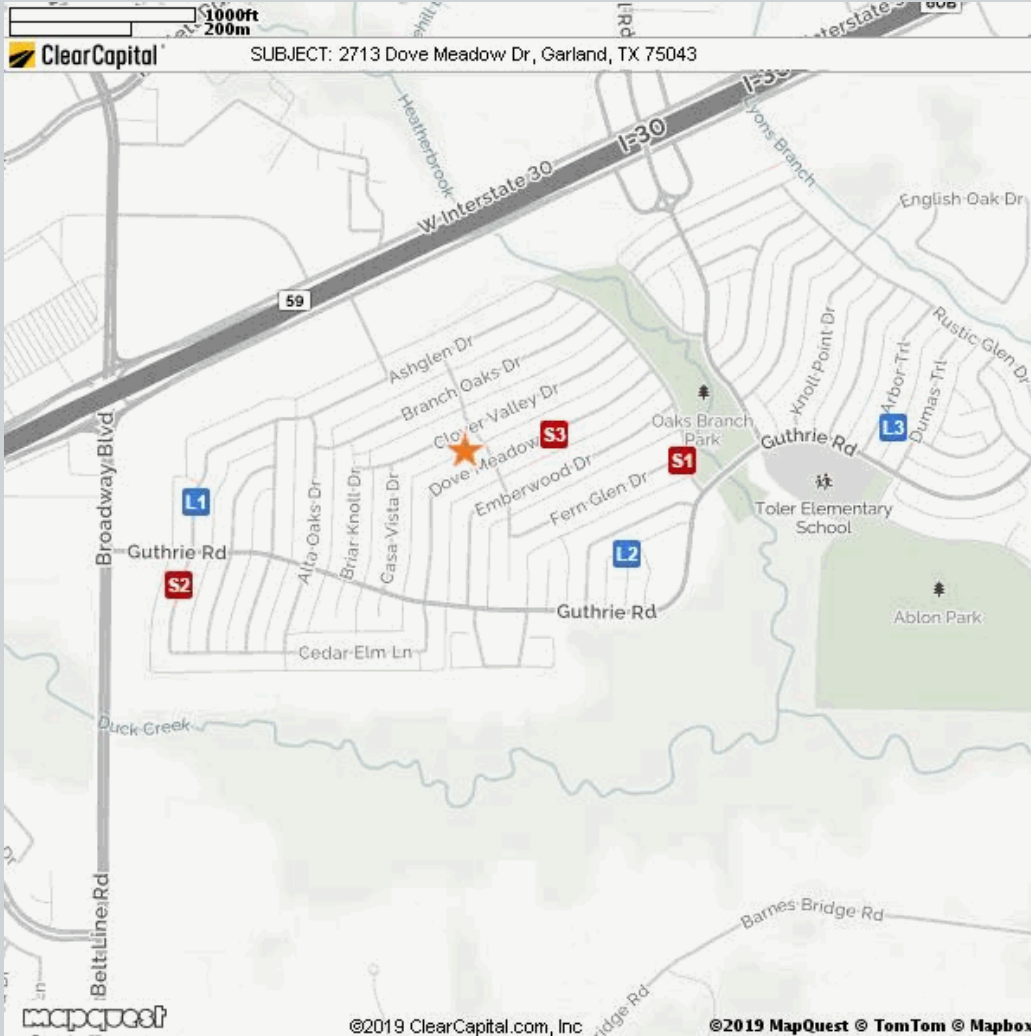 1000ft
200m
ClearCapital
SUBJECT: 2713 Dove Meadow Dr, Garland, TX 75043
60B
I-30
I-30
W Interstate 30
Heatherbrook
Lyons Branch
English Oak Dr
59
Rustic Glen Dr
Knoll Point Dr
Arbor Trl
Dumas Trl
Ashglen Dr
Branch Oaks Dr
Clover Valley Dr
Dove Meadow
S3
Oaks Branch
Park
L3
Guthrie Rd
S1
Emberwood Dr
Fern Glen Dr
Toler Elementary
School
Broadway Blvd
L1
Alta Oaks Dr
Briar Knoll Dr
Casa Vista Dr
Guthrie Rd
S2
L2
Guthrie Rd
Ablon Park
Cedar Elm Ln
Duck Creek
Belt Line Rd
Barnes Bridge Rd
mapquest
©2019 ClearCapital.com, Inc
©2019 MapQuest © TomTom © Mapbox